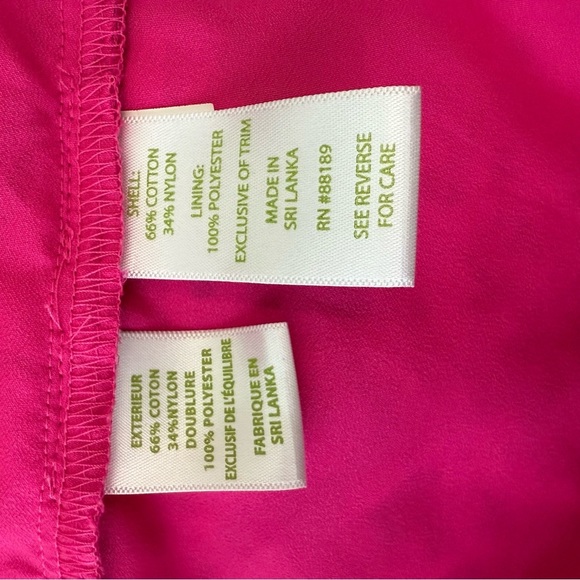 SHELL:
66% COTTON
34% NYLON
LINING:
100% POLYESTER
EXCLUSIVE OF TRIM
MADE IN
SRI LANKA
RN #88189
SEE REVERSE
FOR CARE
EXTERIEUR
66% COTON
34%NYLON
DOUBLURE
100% POLYESTER
EXCLUSIF DE L'ÉQUILIBRE
FABRIQUE EN
SRI LANKA